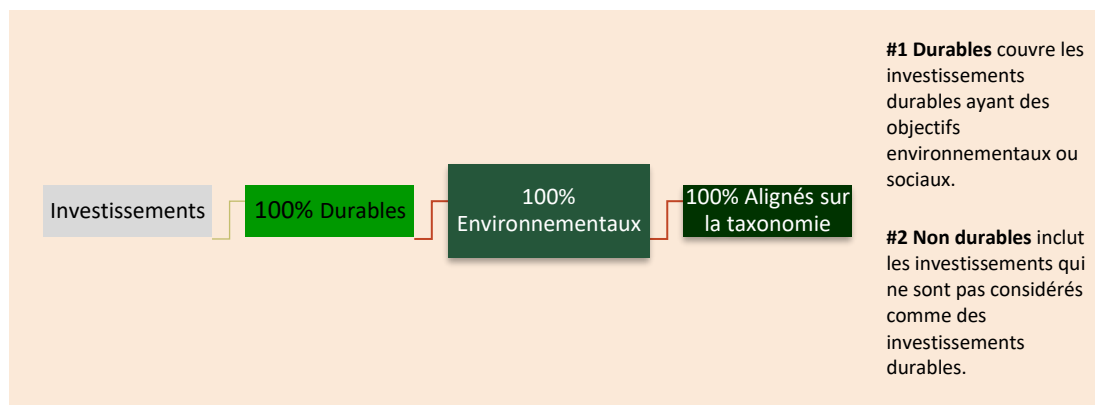 Investissements
100% Durables
100%
Environnementaux
100% Alignés sur
la taxonomie
#1 Durables couvre les
investissements
durables ayant des
objectifs
environnementaux ou
sociaux.
#2 Non durables inclut
les investissements qui
ne sont pas considérés
comme des
investissements
durables.